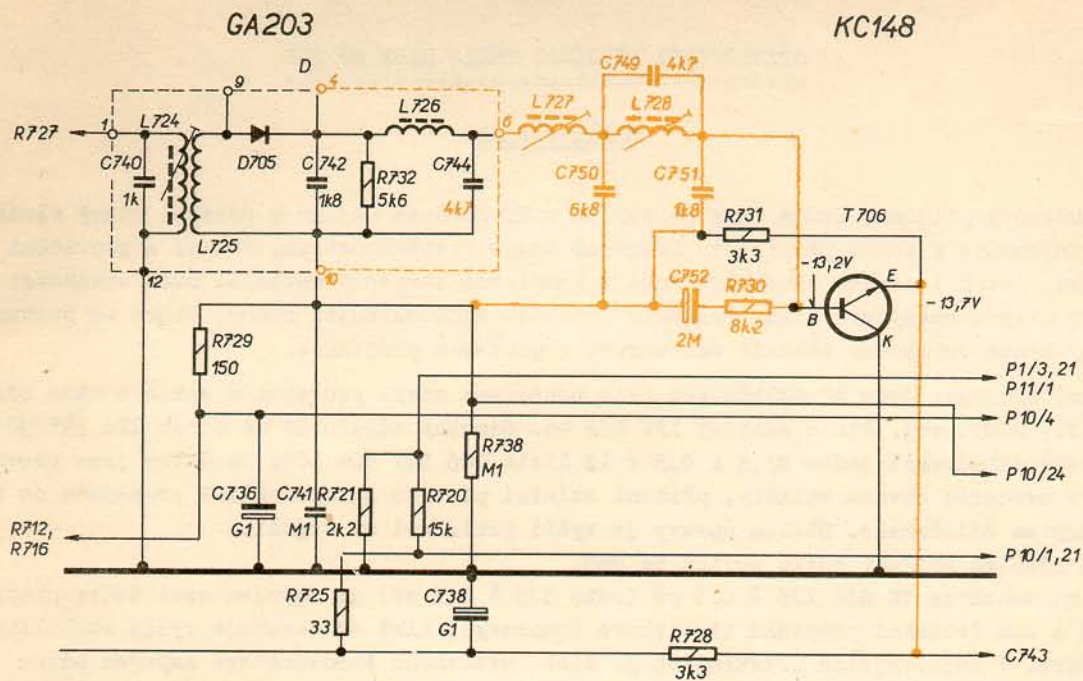 GA203 KC148
C749 4k7
9 D 4
L724 L726 L727 L728
R727 1 6
C740 1k D705 C742 1k8 R732 5k6 C744 4k7 C750 6k8 C751 1k8 R731 3k3 T706
L725
12 10 C752 2M R730 8k2 -13,2V B E K -13,7V
R729 150
P1/3, 21
P11/1
P10/4
R738 M1
P10/24
C736 G1 C741 M1 R721 2k2 R720 15k
R712,
R716
P10/1,21
R725 33 C738 G1 R728 3k3
C743